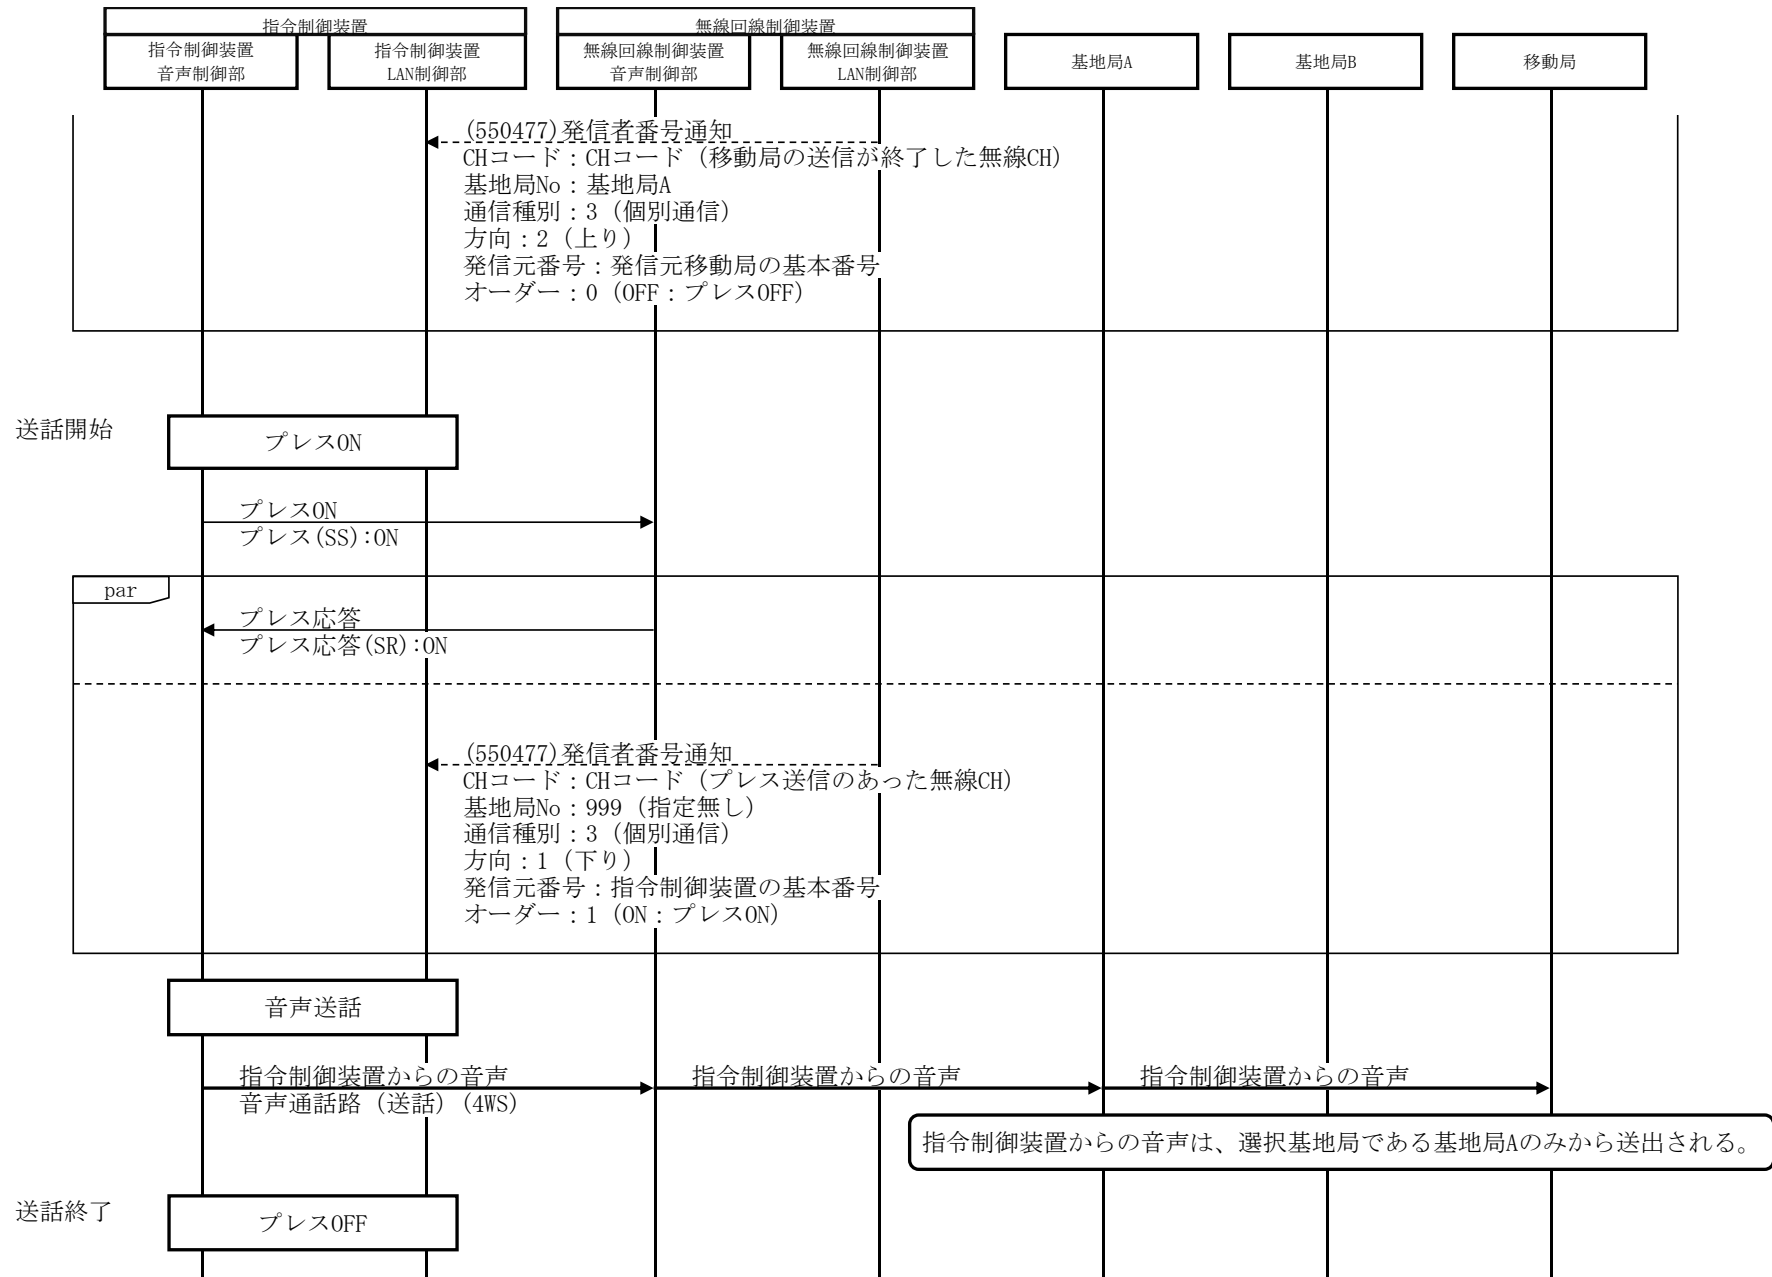 指令制御装置
無線回線制御装置
指令制御装置
音声制御部
指令制御装置
LAN制御部
無線回線制御装置
音声制御部
無線回線制御装置
LAN制御部
基地局A
基地局B
移動局
(550477)発信者番号通知
CHコード：CHコード（移動局の送信が終了した無線CH）
基地局No：基地局A
通信種別：3（個別通信）
方向：2（上り）
発信元番号：発信元移動局の基本番号
オーダー：0（OFF：プレスOFF）
送話開始
プレスON
プレスON
プレス(SS):ON
par
プレス応答
プレス応答(SR):ON
(550477)発信者番号通知
CHコード：CHコード（プレス送信のあった無線CH）
基地局No：999（指定無し）
通信種別：3（個別通信）
方向：1（下り）
発信元番号：指令制御装置の基本番号
オーダー：1（ON：プレスON）
音声送話
指令制御装置からの音声
音声通話路（送話）(4WS)
指令制御装置からの音声
指令制御装置からの音声
指令制御装置からの音声は、選択基地局である基地局Aのみから送出される。
送話終了
プレスOFF